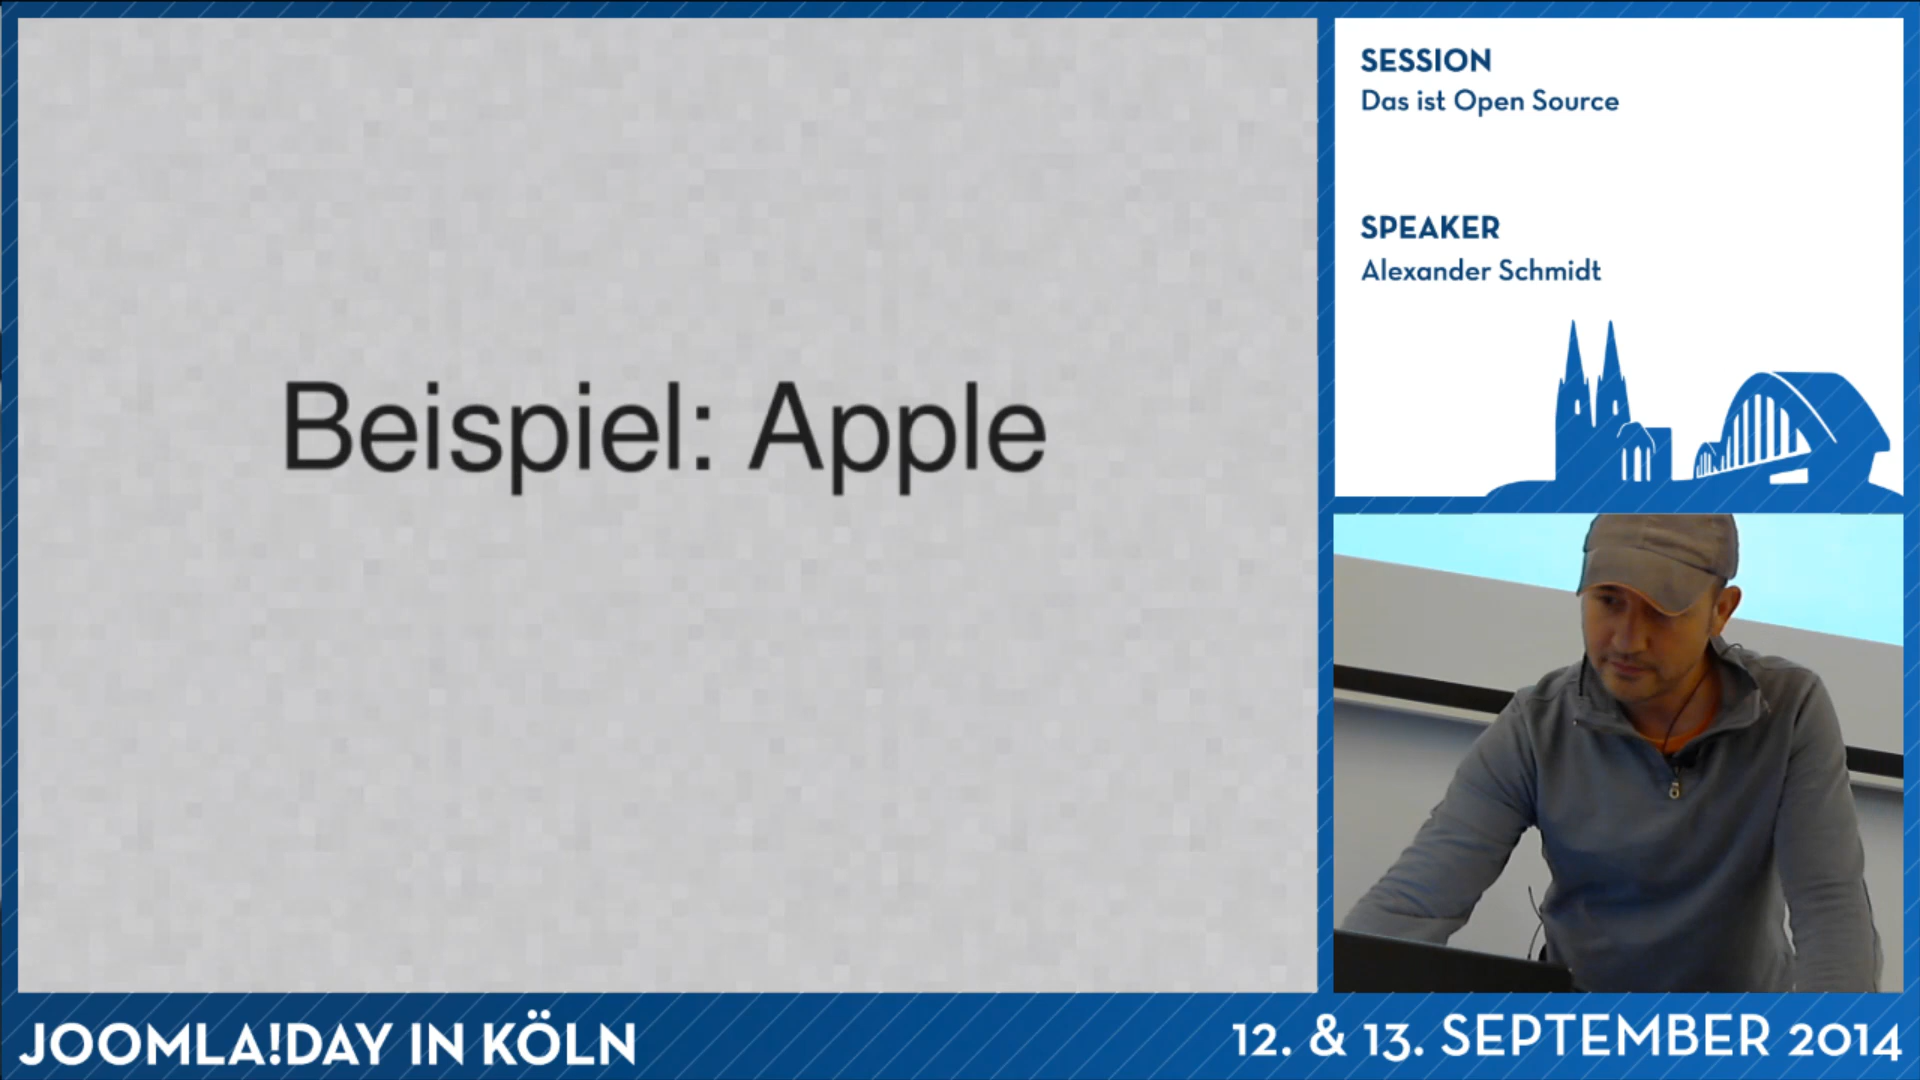 Beispiel: Apple
SESSION
Das ist Open Source
SPEAKER
Alexander Schmidt
JOOMLA!DAY IN KÖLN
12. & 13. SEPTEMBER 2014